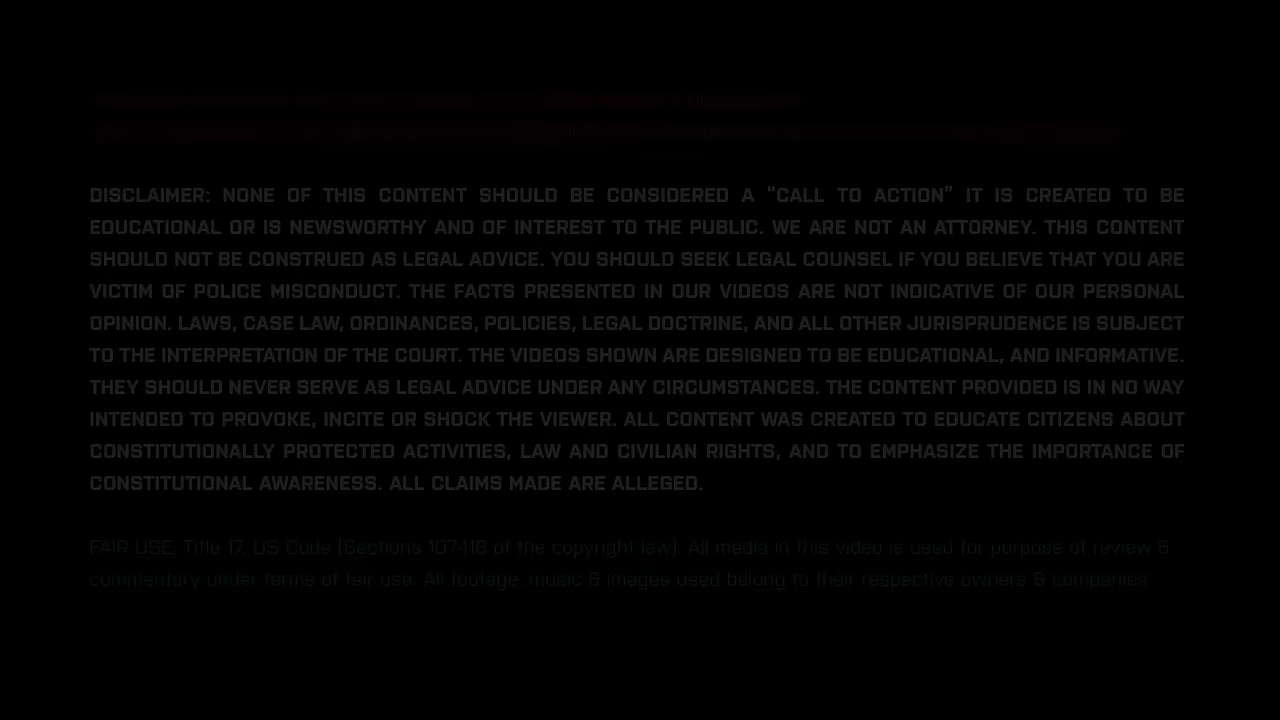 DISCLAIMER: NONE OF THIS CONTENT SHOULD BE CONSIDERED A "CALL TO ACTION" IT IS CREATED TO BE
EDUCATIONAL OR IS NEWSWORTHY AND OF INTEREST TO THE PUBLIC. WE ARE NOT AN ATTORNEY. THIS CONTENT
SHOULD NOT BE CONSTRUED AS LEGAL ADVICE. YOU SHOULD SEEK LEGAL COUNSEL IF YOU BELIEVE THAT YOU ARE
VICTIM OF POLICE MISCONDUCT. THE FACTS PRESENTED IN OUR VIDEOS ARE NOT INDICATIVE OF OUR PERSONAL
OPINION. LAWS, CASE LAW, ORDINANCES, POLICIES, LEGAL DOCTRINE, AND ALL OTHER JURISPRUDENCE IS SUBJECT
TO THE INTERPRETATION OF THE COURT. THE VIDEOS SHOWN ARE DESIGNED TO BE EDUCATIONAL, AND INFORMATIVE.
THEY SHOULD NEVER SERVE AS LEGAL ADVICE UNDER ANY CIRCUMSTANCES. THE CONTENT PROVIDED IS IN NO WAY
INTENDED TO PROVOKE, INCITE OR SHOCK THE VIEWER. ALL CONTENT WAS CREATED TO EDUCATE CITIZENS ABOUT
CONSTITUTIONALLY PROTECTED ACTIVITIES, LAW AND CIVILIAN RIGHTS, AND TO EMPHASIZE THE IMPORTANCE OF
CONSTITUTIONAL AWARENESS. ALL CLAIMS MADE ARE ALLEGED.
FAIR USE, Title 17, US Code (Sections 107-118 of the copyright law): All media in this video is used for purpose of review &
commentary under terms of fair use. All footage, music & images used belong to their respective owners & companies.